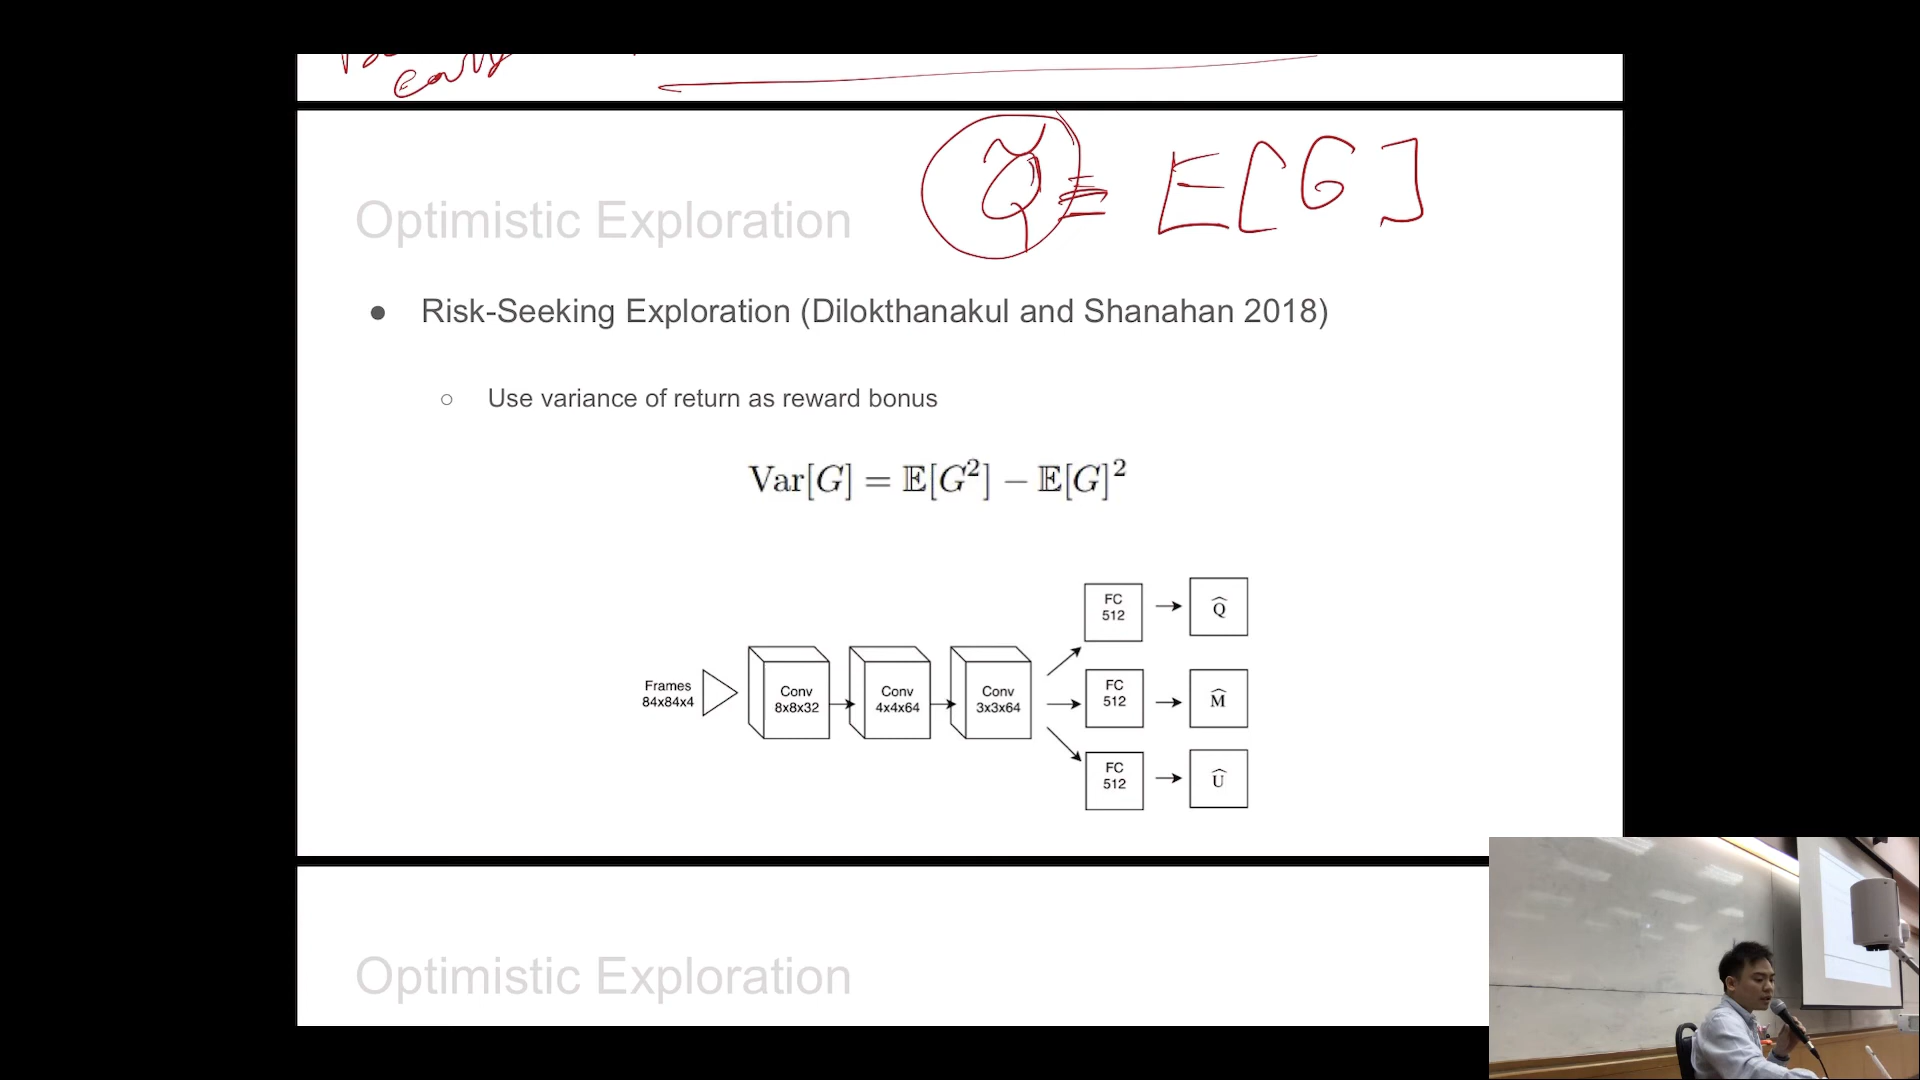 early
Q̃ ≡ E[G]
Optimistic Exploration
● Risk-Seeking Exploration (Dilokthanakul and Shanahan 2018)
○ Use variance of return as reward bonus
Var[G] = 𝔼[G²] − 𝔼[G]²
FC
512
Q̂
Frames
84x84x4
Conv
8x8x32
Conv
4x4x64
Conv
3x3x64
FC
512
M̂
FC
512
Û
Optimistic Exploration